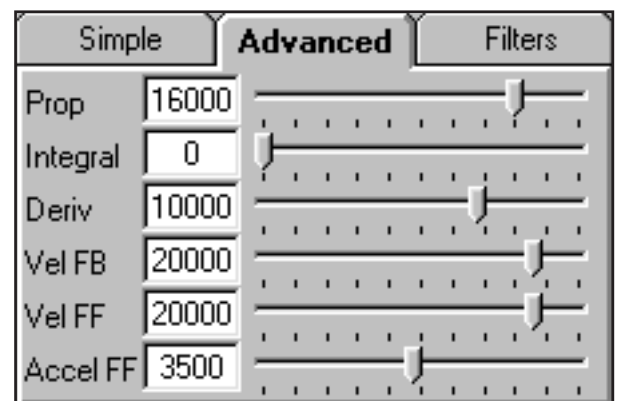 Simple Advanced Filters
Prop 16000
Integral 0
Deriv 10000
Vel FB 20000
Vel FF 20000
Accel FF 3500